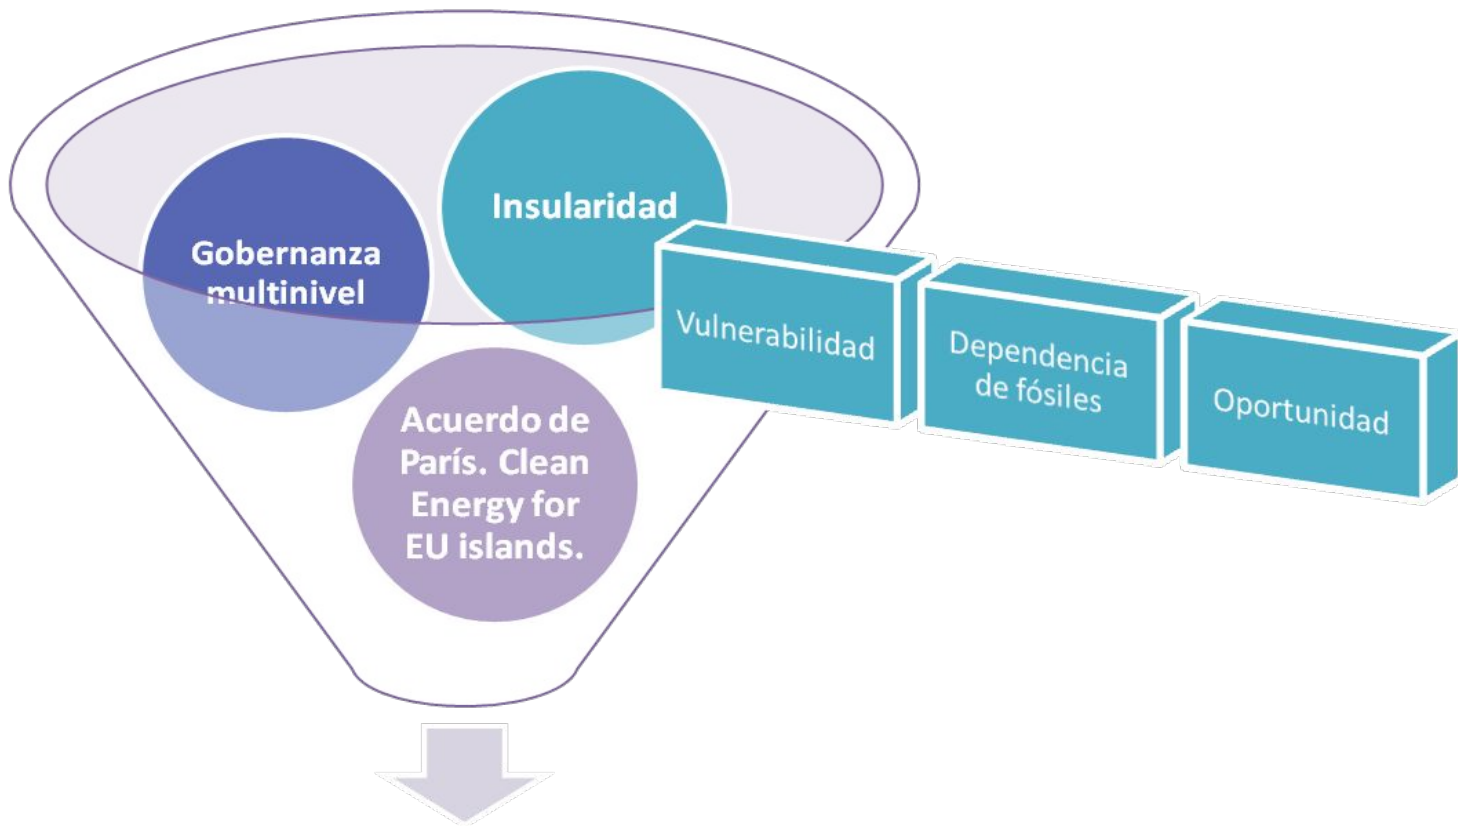 Insularidad
Gobernanza
multinivel
Acuerdo de
París. Clean
Energy for
EU islands.
Vulnerabilidad
Dependencia
de fósiles
Oportunidad